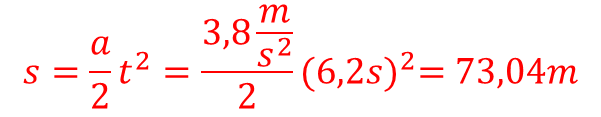 s = a/2 t² = (3,8 m/s²)/2 (6,2s)² = 73,04m